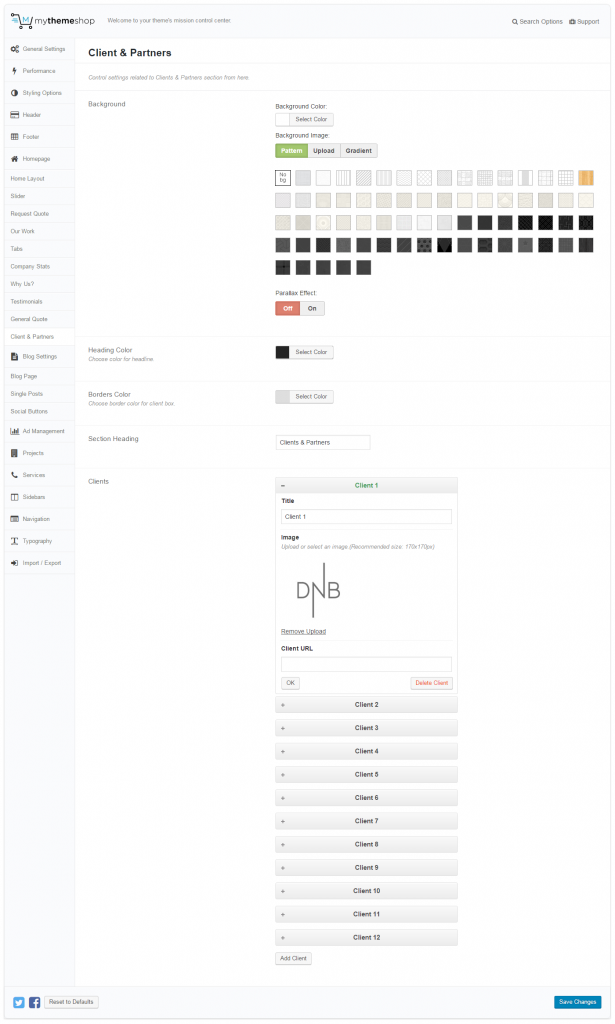 mythemeshop
Welcome to your theme's mission control center.
Search Options
Support
General Settings
Performance
Styling Options
Header
Footer
Homepage
Home Layout
Slider
Request Quote
Our Work
Tabs
Company Stats
Why Us?
Testimonials
General Quote
Client & Partners
Blog Settings
Blog Page
Single Posts
Social Buttons
Ad Management
Projects
Services
Sidebars
Navigation
Typography
Import / Export
Client & Partners
Control settings related to Clients & Partners section from here.
Background
Background Color:
Select Color
Background Image:
Pattern Upload Gradient
No
bg
Parallax Effect:
Off On
Heading Color
Choose color for headline.
Select Color
Borders Color
Choose border color for client box.
Select Color
Section Heading
Clients & Partners
Clients
Client 1
Title
Client 1
Image
Upload or select an image (Recommended size: 170x170px)
DNB
Remove Upload
Client URL
OK
Delete Client
Client 2
Client 3
Client 4
Client 5
Client 6
Client 7
Client 8
Client 9
Client 10
Client 11
Client 12
Add Client
Reset to Defaults
Save Changes